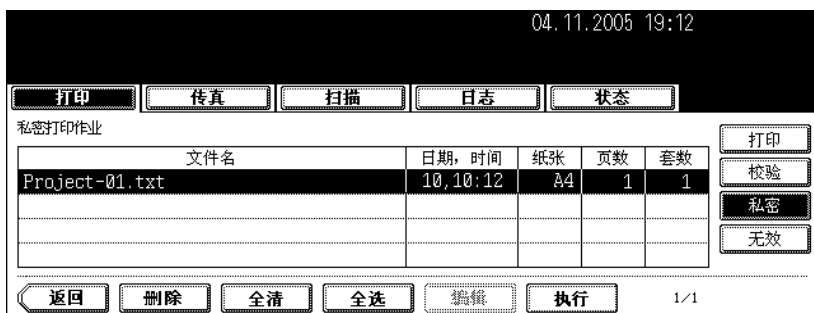 04.11.2005 19:12
打印 传真 扫描 日志 状态
私密打印作业
打印
文件名 日期，时间 纸张 页数 套数
校验
Project-01.txt 10,10:12 A4 1 1
私密
无效
返回 删除 全清 全选 编辑 执行 1/1